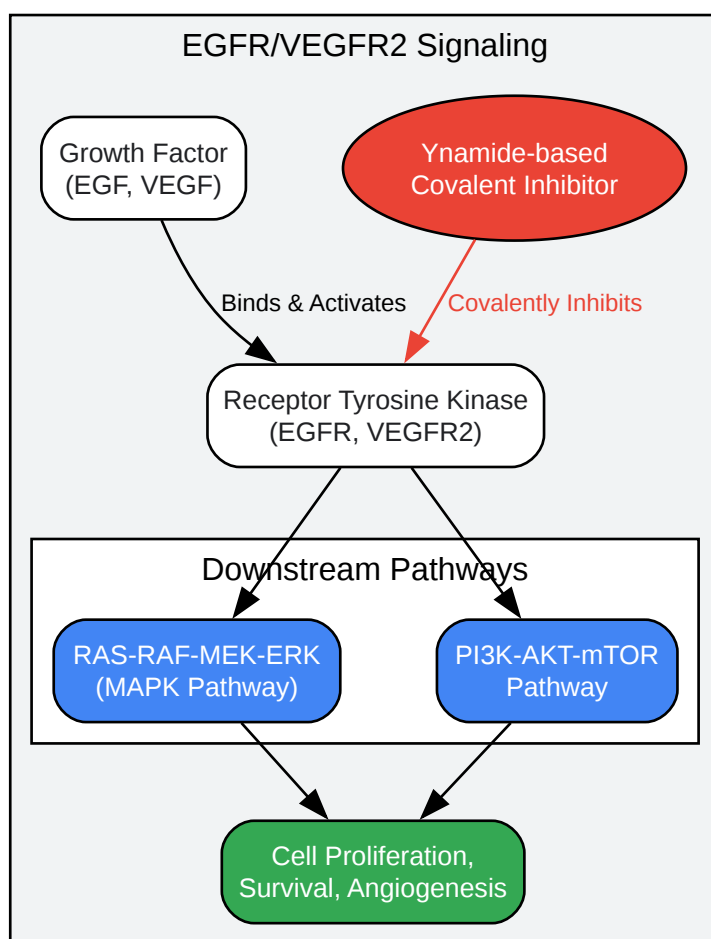 EGFR/VEGFR2 Signaling
Growth Factor
(EGF, VEGF)
Ynamide-based
Covalent Inhibitor
Binds & Activates
Covalently Inhibits
Receptor Tyrosine Kinase
(EGFR, VEGFR2)
Downstream Pathways
RAS-RAF-MEK-ERK
(MAPK Pathway)
PI3K-AKT-mTOR
Pathway
Cell Proliferation,
Survival, Angiogenesis